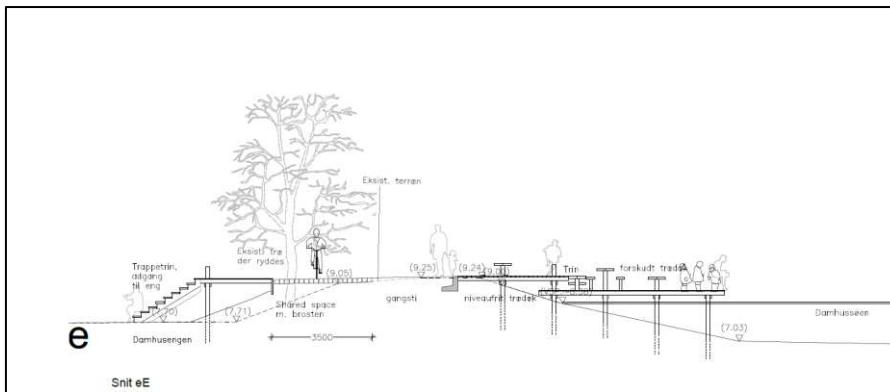 Eksist. terræn
Eksist. træ
der ryddes
Trappetrin,
adgang
til eng
(9.05)
(9.25)
(9.24)
Trin
forskudt trædæk
(7.71)
Shared space
m. brosten
gangsti
niveaufrit trædæk
Damhussøen
(7.03)
Damhusengen
3500
e
Snit eE